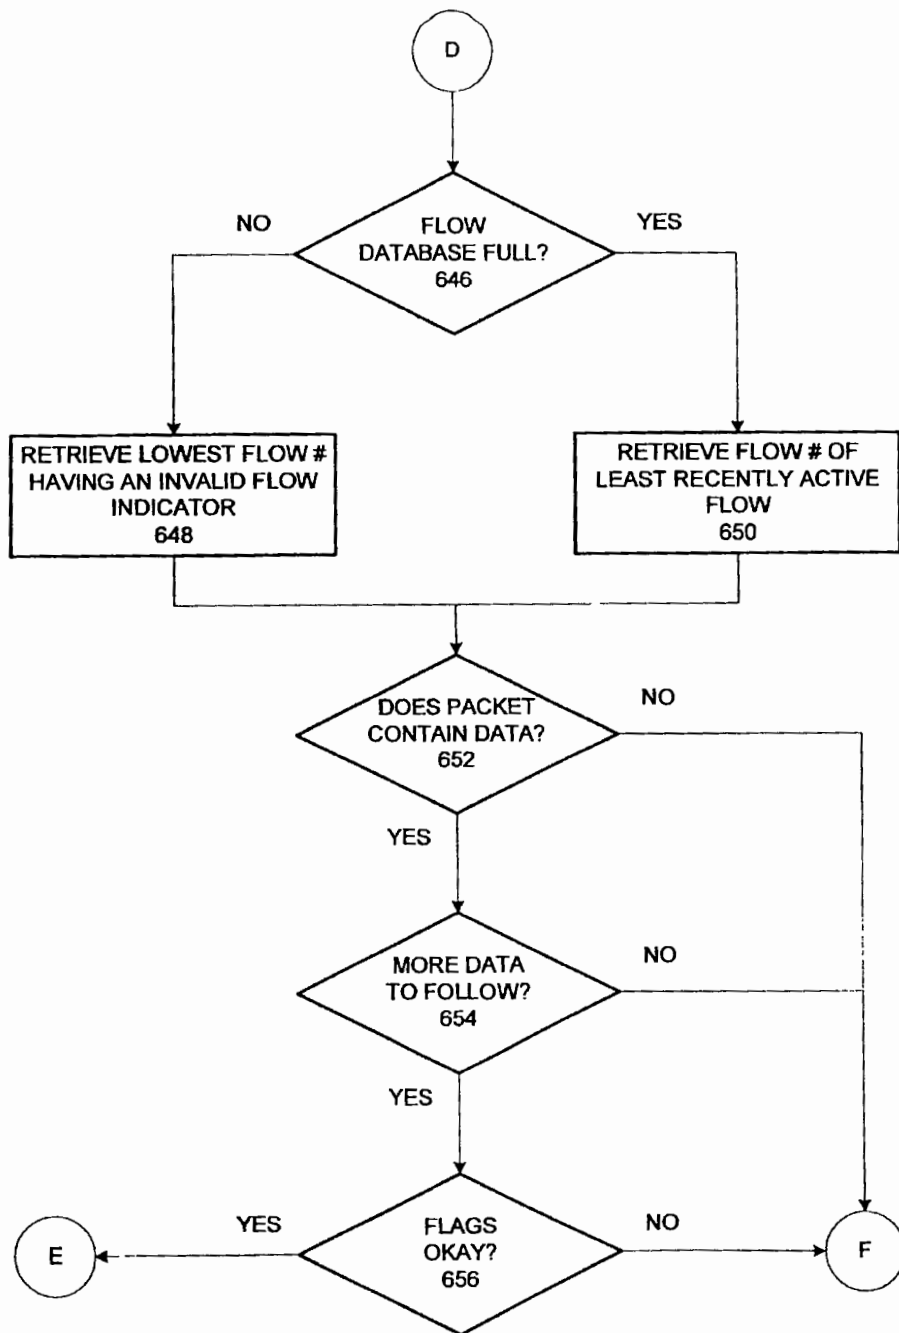 D
NO
YES
FLOW
DATABASE FULL?
646
RETRIEVE LOWEST FLOW #
HAVING AN INVALID FLOW
INDICATOR
648
RETRIEVE FLOW # OF
LEAST RECENTLY ACTIVE
FLOW
650
DOES PACKET
CONTAIN DATA?
652
NO
YES
MORE DATA
TO FOLLOW?
654
NO
YES
FLAGS
OKAY?
656
YES
NO
E
F